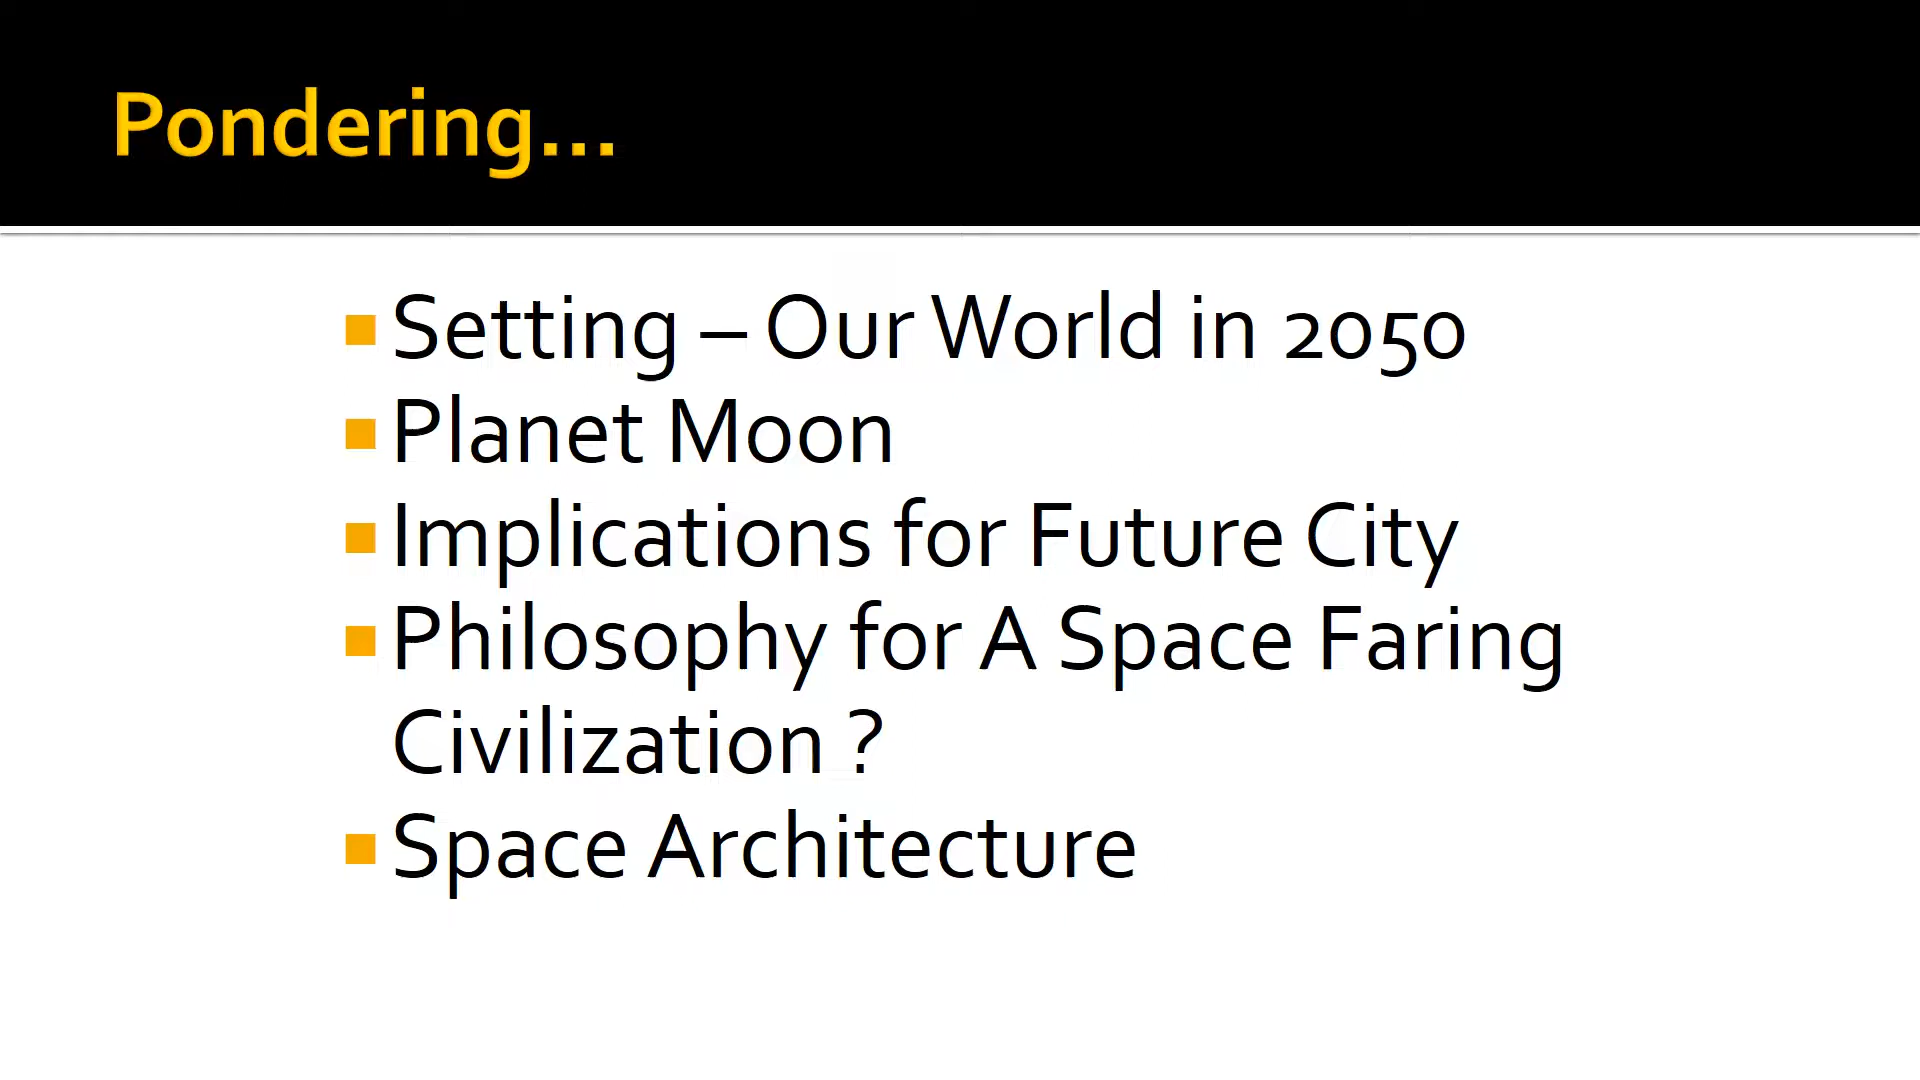 Pondering...
Setting – Our World in 2050
Planet Moon
Implications for Future City
Philosophy for A Space Faring
Civilization ?
Space Architecture